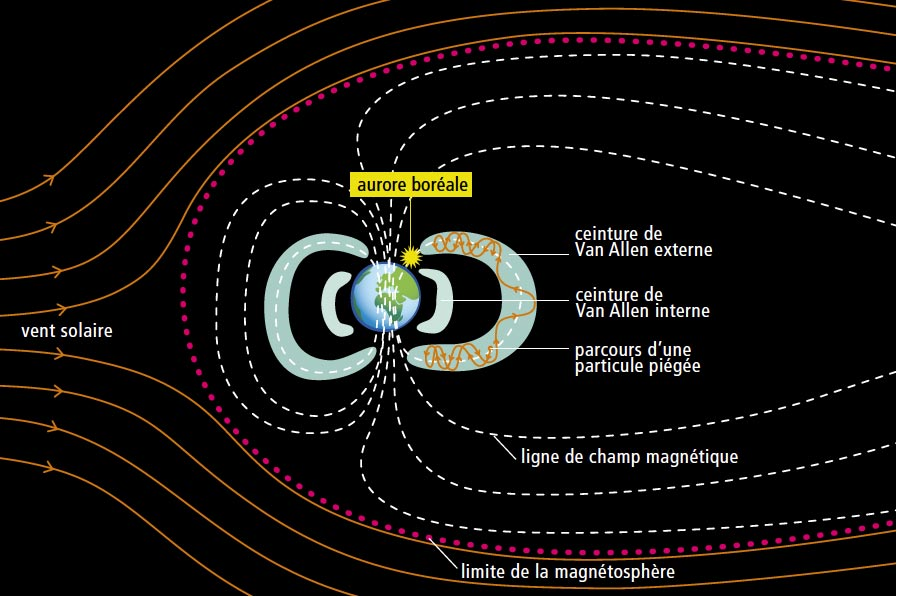 aurore boréale
ceinture de
Van Allen externe
ceinture de
Van Allen interne
vent solaire
parcours d'une
particule piégée
ligne de champ magnétique
limite de la magnétosphère